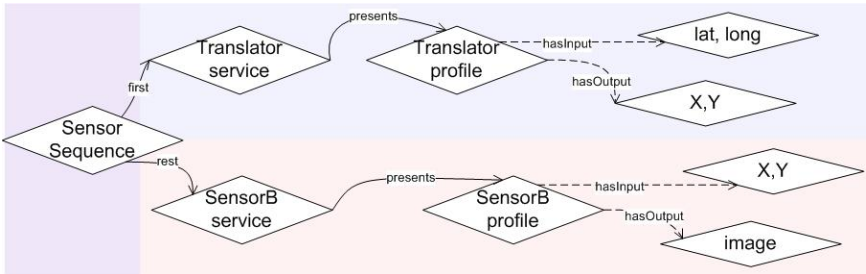 Translator
service
presents
Translator
profile
hasInput
lat, long
hasOutput
X,Y
first
Sensor
Sequence
rest
SensorB
service
presents
SensorB
profile
hasInput
X,Y
hasOutput
image